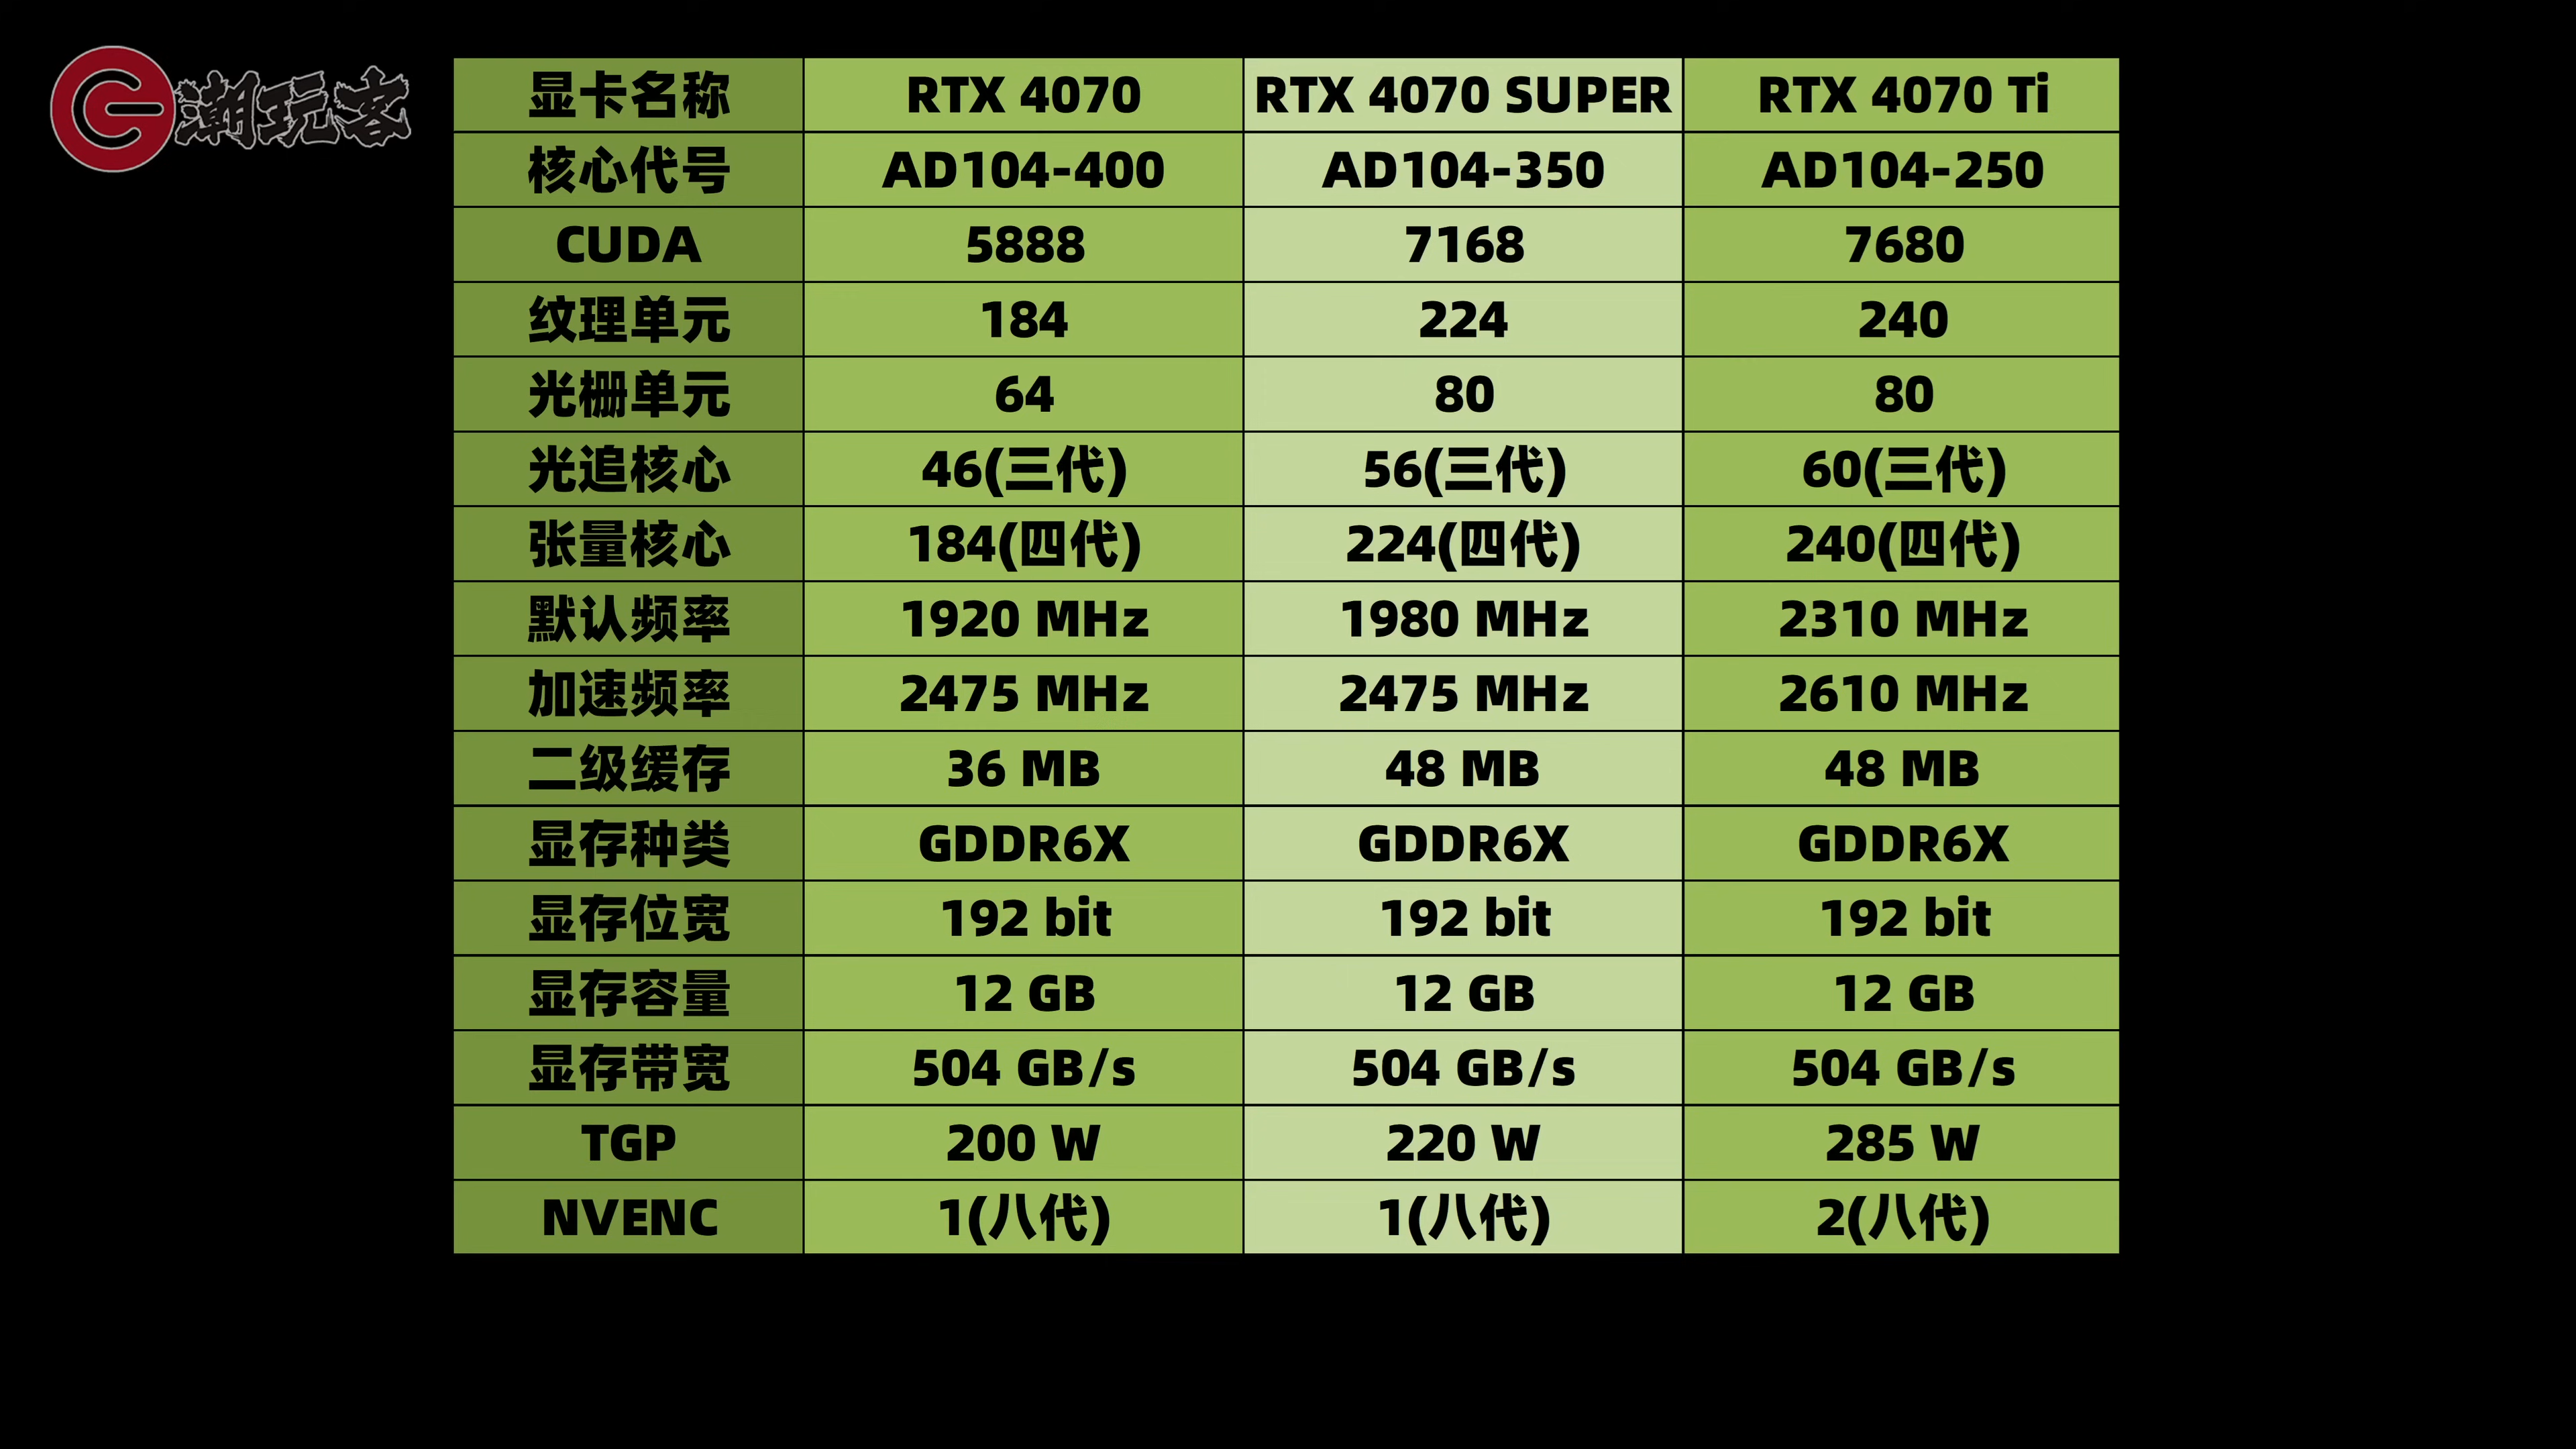 潮玩客
显卡名称 RTX 4070 RTX 4070 SUPER RTX 4070 Ti
核心代号 AD104-400 AD104-350 AD104-250
CUDA 5888 7168 7680
纹理单元 184 224 240
光栅单元 64 80 80
光追核心 46(三代) 56(三代) 60(三代)
张量核心 184(四代) 224(四代) 240(四代)
默认频率 1920 MHz 1980 MHz 2310 MHz
加速频率 2475 MHz 2475 MHz 2610 MHz
二级缓存 36 MB 48 MB 48 MB
显存种类 GDDR6X GDDR6X GDDR6X
显存位宽 192 bit 192 bit 192 bit
显存容量 12 GB 12 GB 12 GB
显存带宽 504 GB/s 504 GB/s 504 GB/s
TGP 200 W 220 W 285 W
NVENC 1(八代) 1(八代) 2(八代)